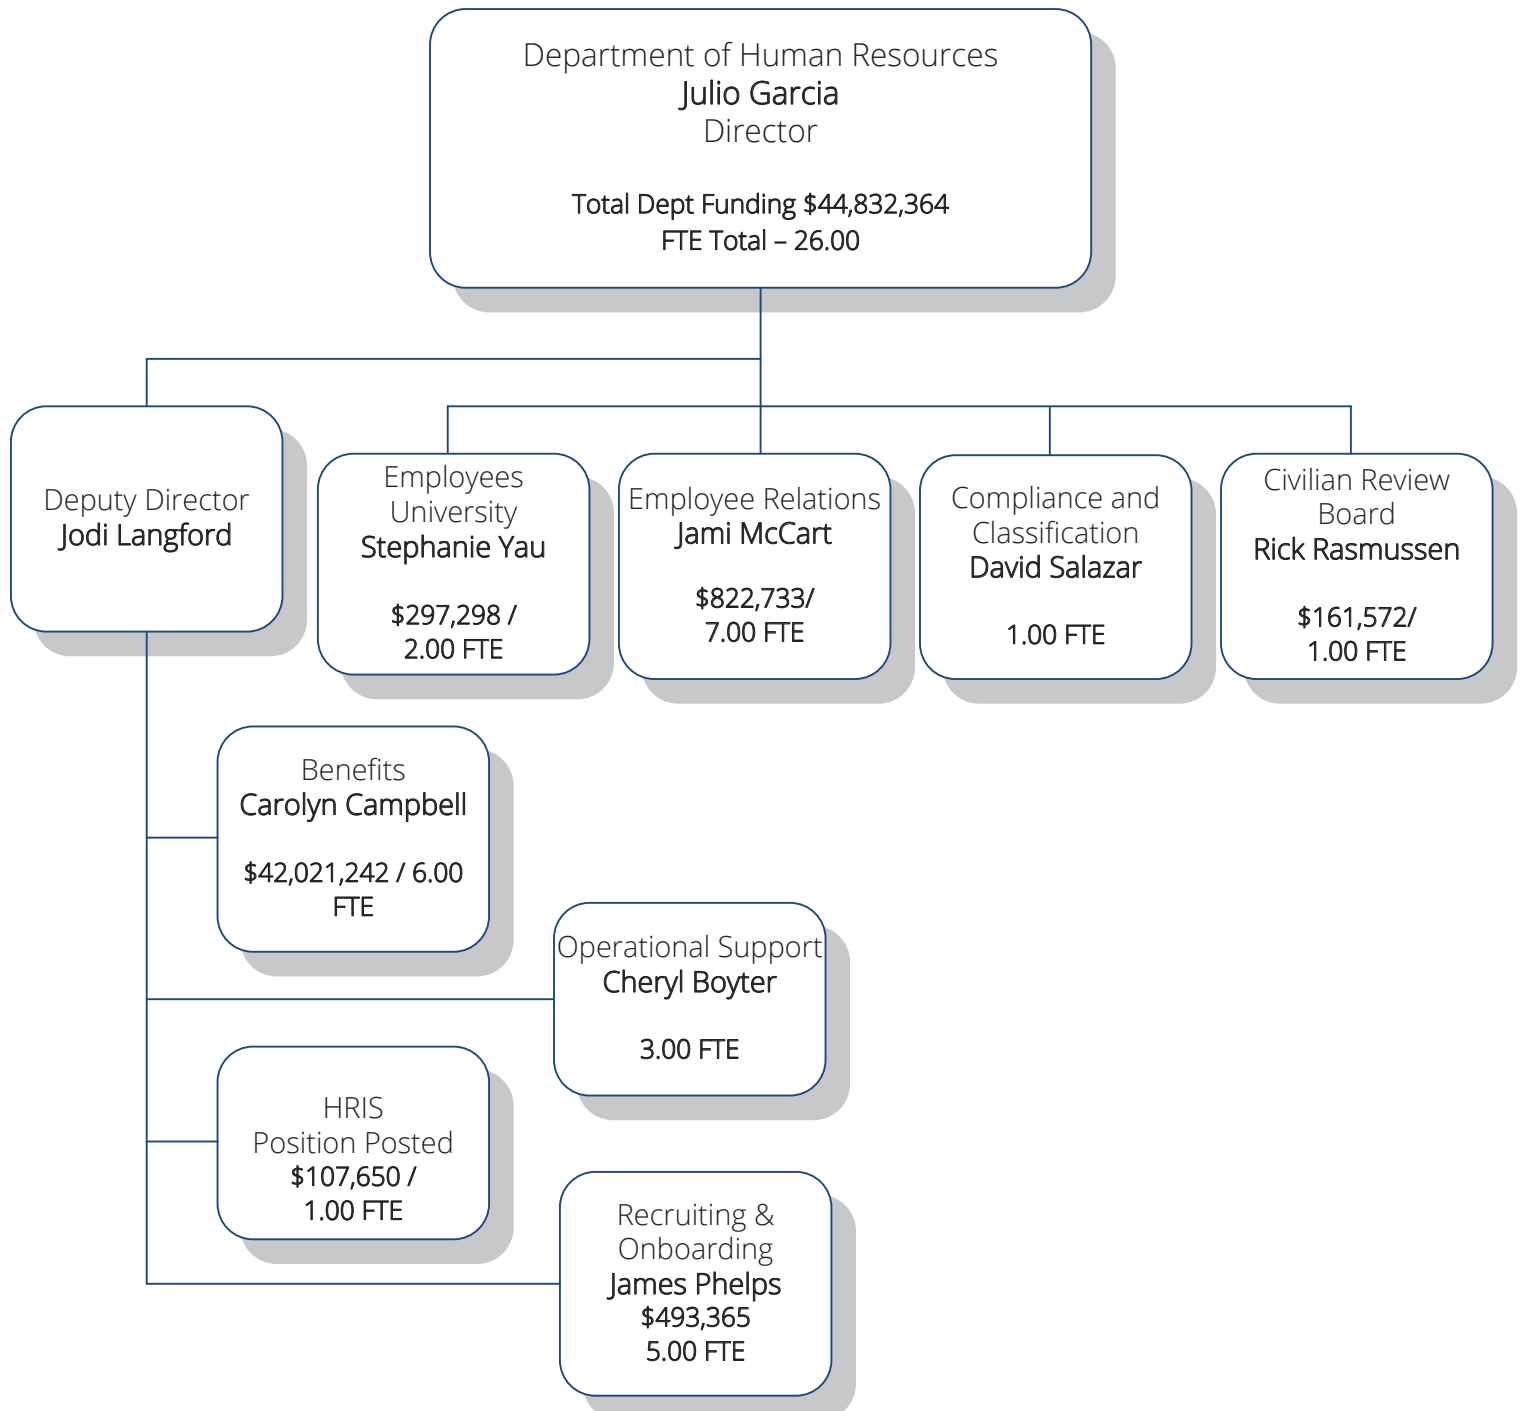 Department of Human Resources
Julio Garcia
Director
Total Dept Funding $44,832,364
FTE Total – 26.00
Deputy Director
Jodi Langford
Employees
University
Stephanie Yau
$297,298 /
2.00 FTE
Employee Relations
Jami McCart
$822,733/
7.00 FTE
Compliance and
Classification
David Salazar
1.00 FTE
Civilian Review
Board
Rick Rasmussen
$161,572/
1.00 FTE
Benefits
Carolyn Campbell
$42,021,242 / 6.00
FTE
Operational Support
Cheryl Boyter
3.00 FTE
HRIS
Position Posted
$107,650 /
1.00 FTE
Recruiting &
Onboarding
James Phelps
$493,365
5.00 FTE